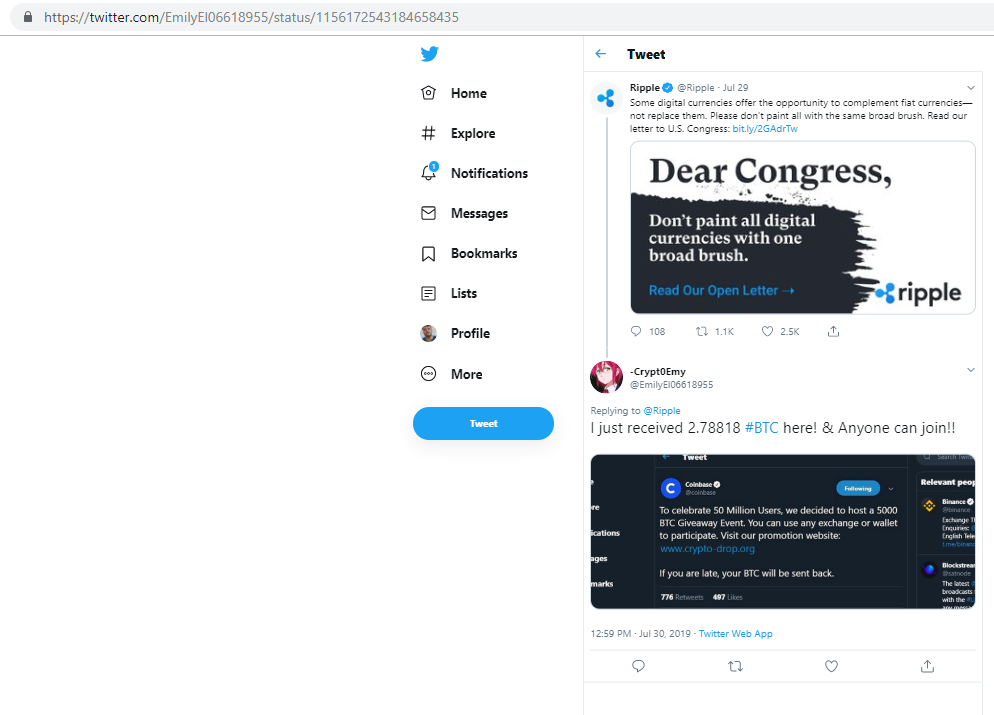 https://twitter.com/EmilyEl06618955/status/1156172543184658435
Home
Explore
1
Notifications
Messages
Bookmarks
Lists
Profile
More
Tweet
Tweet
Ripple @Ripple · Jul 29
Some digital currencies offer the opportunity to complement fiat currencies—
not replace them. Please don't paint all with the same broad brush. Read our
letter to U.S. Congress: bit.ly/2GAdrTw
Dear Congress,
Don't paint all digital
currencies with one
broad brush.
Read Our Open Letter →
ripple
108 1.1K 2.5K
-Crypt0Emy
@EmilyEl06618955
Replying to @Ripple
I just received 2.78818 #BTC here! & Anyone can join!!
Tweet
Search Twit
Coinbase
@coinbase
Following
To celebrate 50 Million Users, we decided to host a 5000
BTC Giveaway Event. You can use any exchange or wallet
to participate. Visit our promotion website:
www.crypto-drop.org
If you are late, your BTC will be sent back.
776 Retweets 497 Likes
re
ications
ages
marks
Relevant peop
Binance
@binance
Exchange T
Enquiries:
English Tele
t.me/binanc
Blockstrea
@satnode
The latest
broadcasts
with the
any messa
12:59 PM · Jul 30, 2019 · Twitter Web App